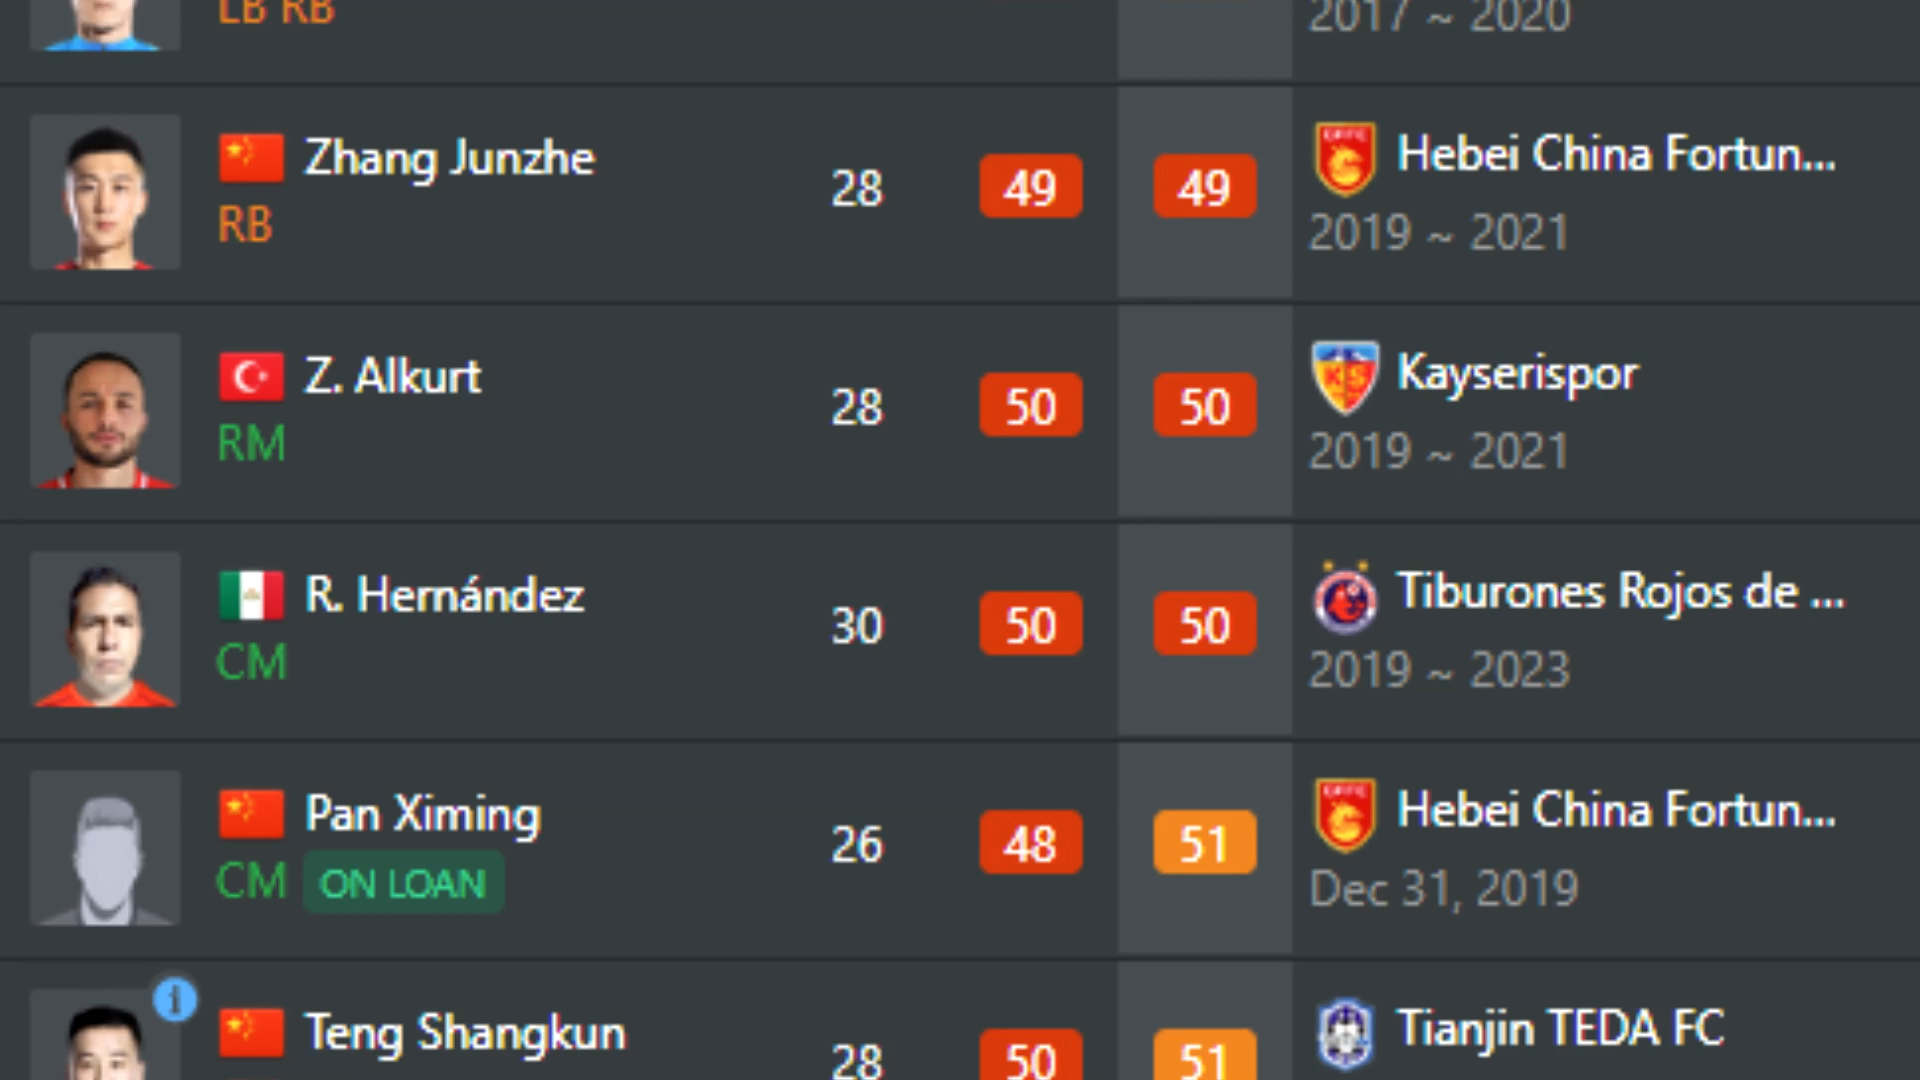 LB RB
2017 ~ 2020
Zhang Junzhe 28 49 49 Hebei China Fortun...
RB 2019 ~ 2021
Z. Alkurt 28 50 50 Kayserispor
RM 2019 ~ 2021
R. Hernández 30 50 50 Tiburones Rojos de ...
CM 2019 ~ 2023
Pan Ximing 26 48 51 Hebei China Fortun...
CM ON LOAN Dec 31, 2019
i
Teng Shangkun 28 50 51 Tianjin TEDA FC